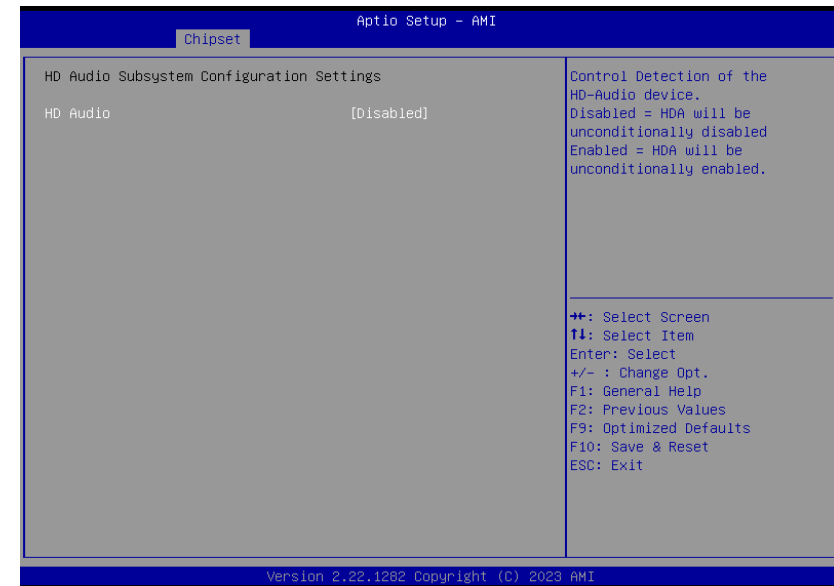 Aptio Setup – AMI
Chipset
HD Audio Subsystem Configuration Settings
HD Audio [Disabled]
Control Detection of the
HD-Audio device.
Disabled = HDA will be
unconditionally disabled
Enabled = HDA will be
unconditionally enabled.
→←: Select Screen
↑↓: Select Item
Enter: Select
+/- : Change Opt.
F1: General Help
F2: Previous Values
F9: Optimized Defaults
F10: Save & Reset
ESC: Exit
Version 2.22.1282 Copyright (C) 2023 AMI